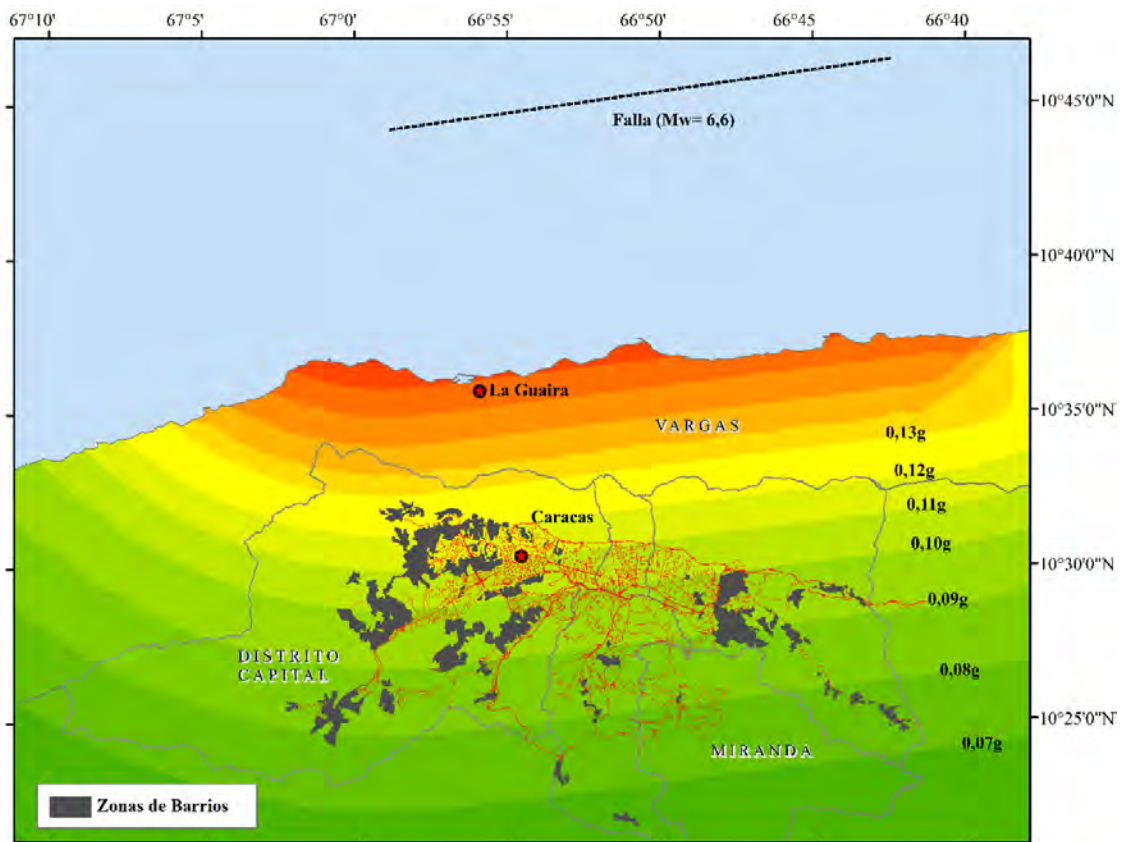 67°10' 67°5' 67°0' 66°55' 66°50' 66°45' 66°40'
Falla (Mw= 6,6)
10°45'0"N
10°40'0"N
La Guaira
10°35'0"N
VARGAS
0,13g
0,12g
0,11g
Caracas
0,10g
10°30'0"N
0,09g
DISTRITO
CAPITAL
0,08g
10°25'0"N
0,07g
MIRANDA
Zonas de Barrios